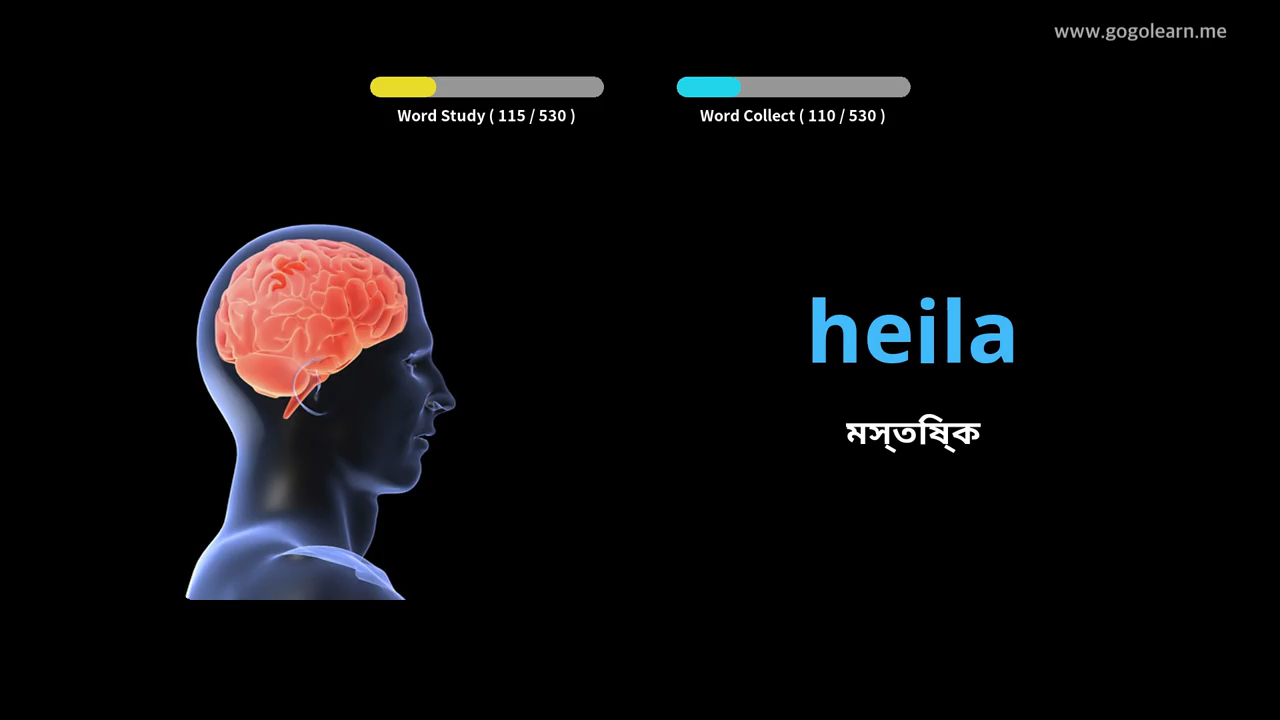 www.gogolearn.me
Word Study ( 115 / 530 )
Word Collect ( 110 / 530 )
heila
মস্তিষ্ক